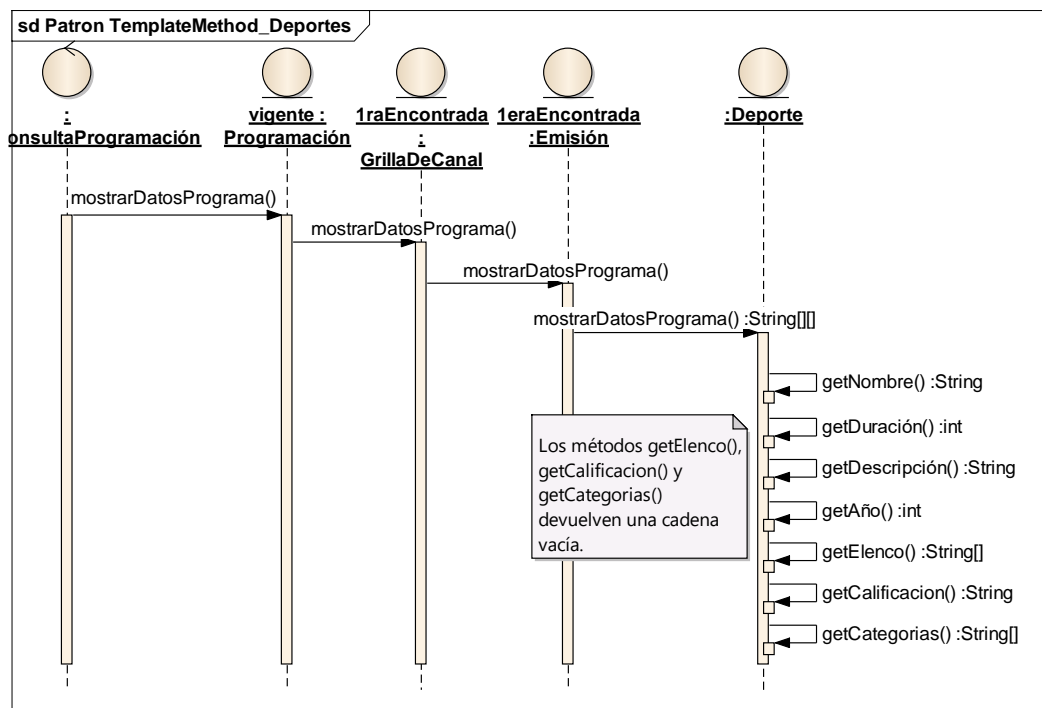 sd Patron TemplateMethod_Deportes
:
onsultaProgramación
vigente :
Programación
1raEncontrada
:
GrillaDeCanal
1eraEncontrada
:Emisión
:Deporte
mostrarDatosPrograma()
mostrarDatosPrograma()
mostrarDatosPrograma()
mostrarDatosPrograma() :String[][]
getNombre() :String
getDuración() :int
getDescripción() :String
getAño() :int
getElenco() :String[]
getCalificacion() :String
getCategorias() :String[]
Los métodos getElenco(),
getCalificacion() y
getCategorias()
devuelven una cadena
vacía.